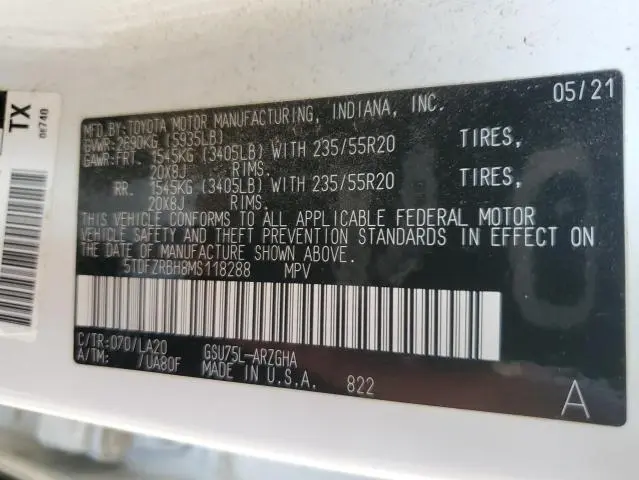 TX
0E740
MFD.BY:TOYOTA MOTOR MANUFACTURING, INDIANA, INC. 05/21
GVWR:2690KG (5935LB)
GAWR:FRT. 1545KG (3405LB) WITH 235/55R20 TIRES,
20X8J RIMS.
RR. 1545KG (3405LB) WITH 235/55R20 TIRES,
20X8J RIMS.
THIS VEHICLE CONFORMS TO ALL APPLICABLE FEDERAL MOTOR
VEHICLE SAFETY AND THEFT PREVENTION STANDARDS IN EFFECT ON
THE DATE OF MANUFACTURE SHOWN ABOVE.
5TDFZRBH8MS118288 MPV
C/TR:070/LA20 GSU75L-ARZGHA
A/TM: /UA80F MADE IN U.S.A. 822
A